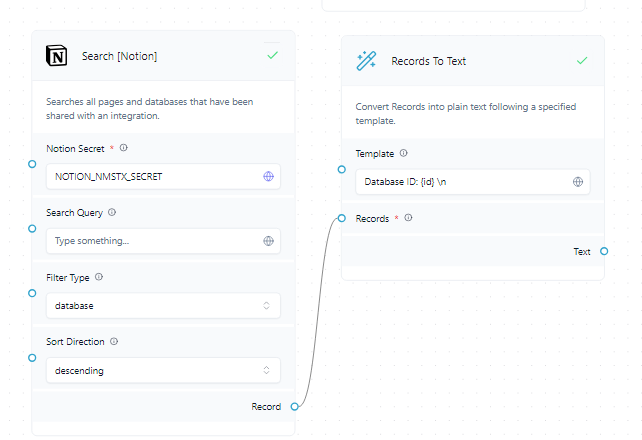 Search [Notion]
Searches all pages and databases that have been
shared with an integration.
Notion Secret *
NOTION_NMSTX_SECRET
Search Query
Type something...
Filter Type
database
Sort Direction
descending
Record
Records To Text
Convert Records into plain text following a specified
template.
Template
Database ID: {id} \n
Records *
Text